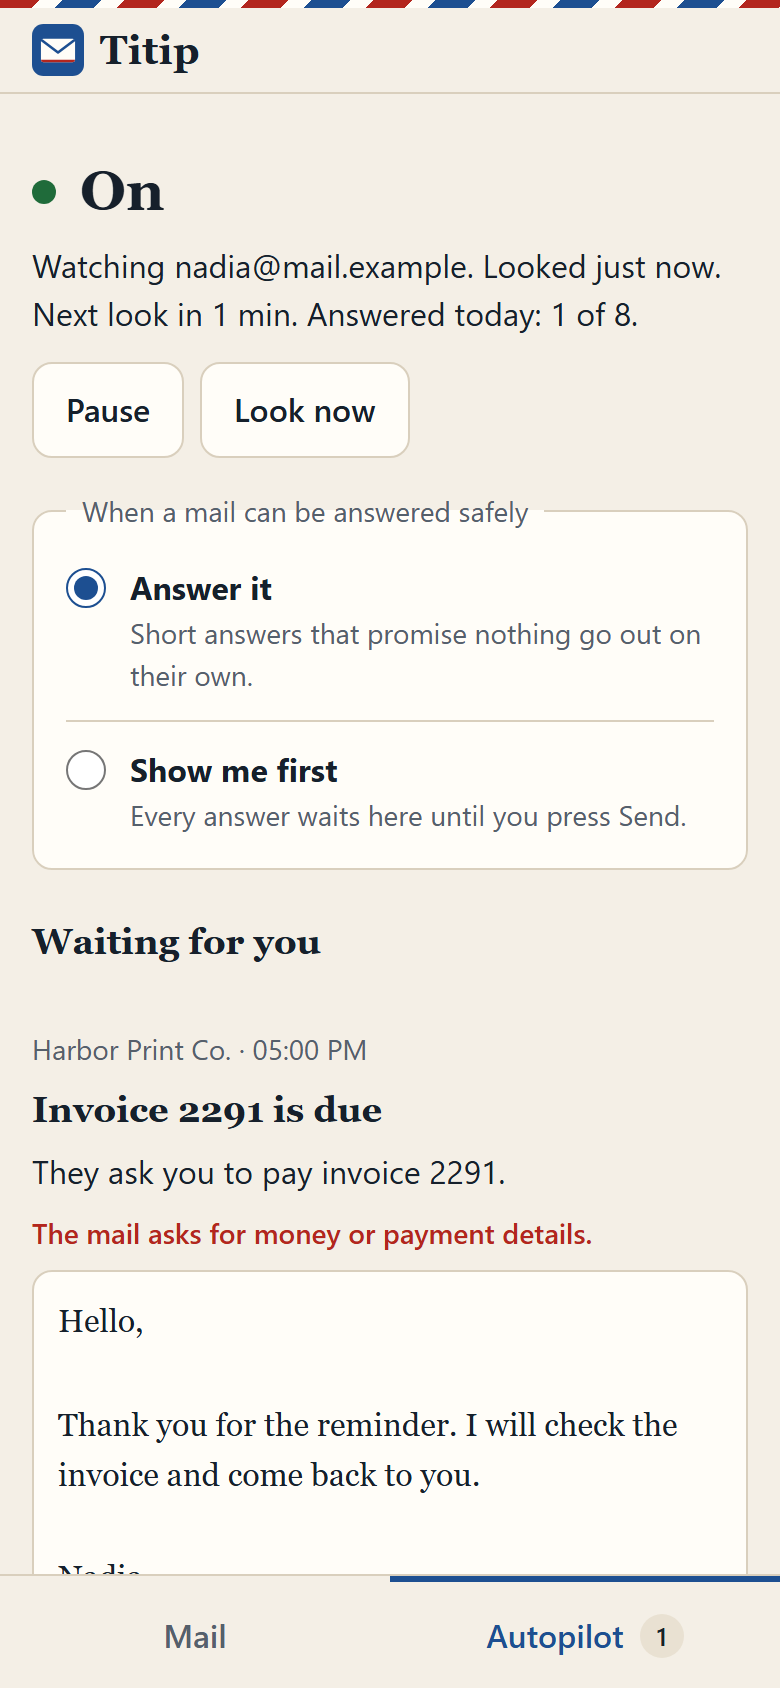 Titip
On
Watching nadia@mail.example. Looked just now.
Next look in 1 min. Answered today: 1 of 8.
Pause
Look now
When a mail can be answered safely
Answer it
Short answers that promise nothing go out on
their own.
Show me first
Every answer waits here until you press Send.
Waiting for you
Harbor Print Co. · 05:00 PM
Invoice 2291 is due
They ask you to pay invoice 2291.
The mail asks for money or payment details.
Hello,
Thank you for the reminder. I will check the
invoice and come back to you.
Nadia
Mail
Autopilot 1